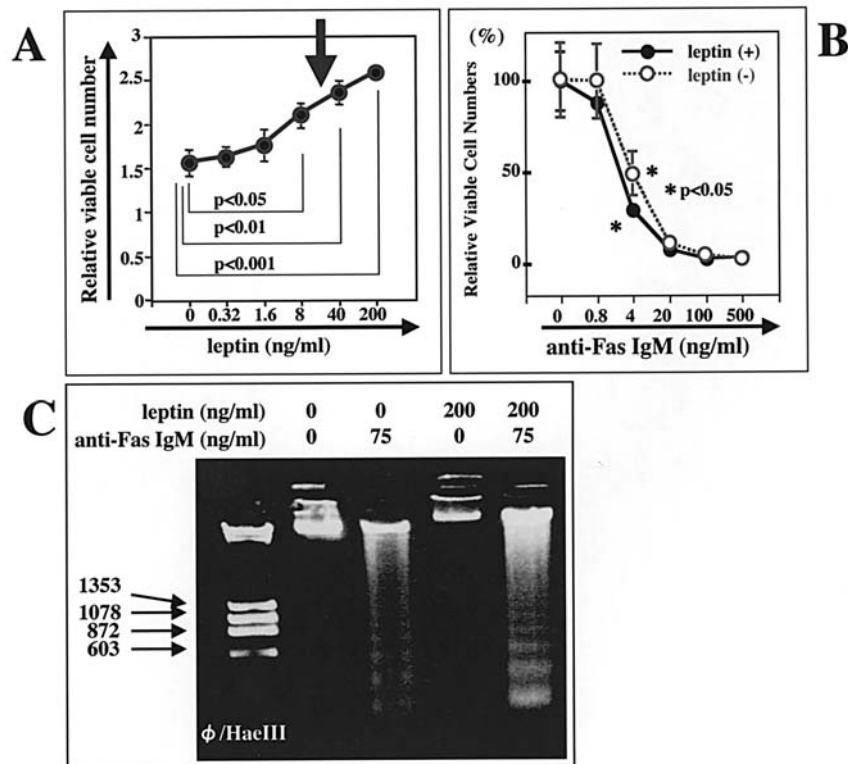 A
Relative viable cell number
3
2.5
2
1.5
1
0
p<0.05
p<0.01
p<0.001
0 0.32 1.6 8 40 200
leptin (ng/ml)
B
(%)
leptin (+)
leptin (-)
Relative Viable Cell Numbers
100
50
0
*
* p<0.05
*
0 0.8 4 20 100 500
anti-Fas IgM (ng/ml)
C
leptin (ng/ml) 0 0 200 200
anti-Fas IgM (ng/ml) 0 75 0 75
1353
1078
872
603
ϕ/HaeIII